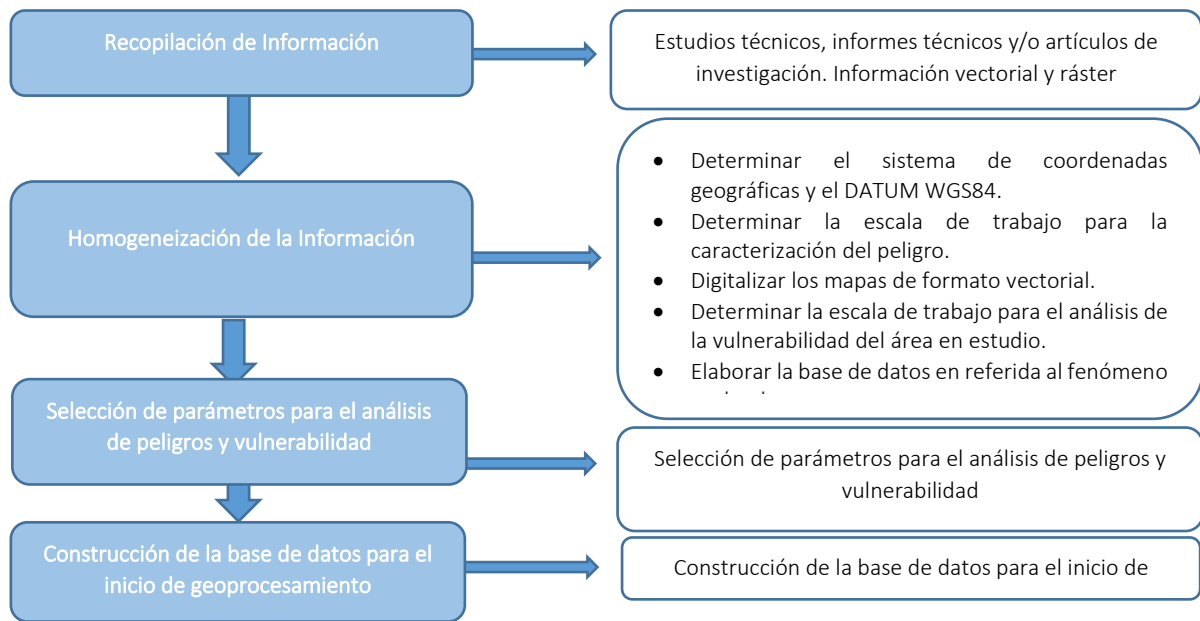 Recopilación de Información
Estudios técnicos, informes técnicos y/o artículos de
investigación. Información vectorial y ráster
Homogeneización de la Información
• Determinar el sistema de coordenadas
geográficas y el DATUM WGS84.
• Determinar la escala de trabajo para la
caracterización del peligro.
• Digitalizar los mapas de formato vectorial.
• Determinar la escala de trabajo para el análisis de
la vulnerabilidad del área en estudio.
• Elaborar la base de datos en referida al fenómeno
Selección de parámetros para el análisis
de peligros y vulnerabilidad
Selección de parámetros para el análisis de peligros y
vulnerabilidad
Construcción de la base de datos para el
inicio de geoprocesamiento
Construcción de la base de datos para el inicio de